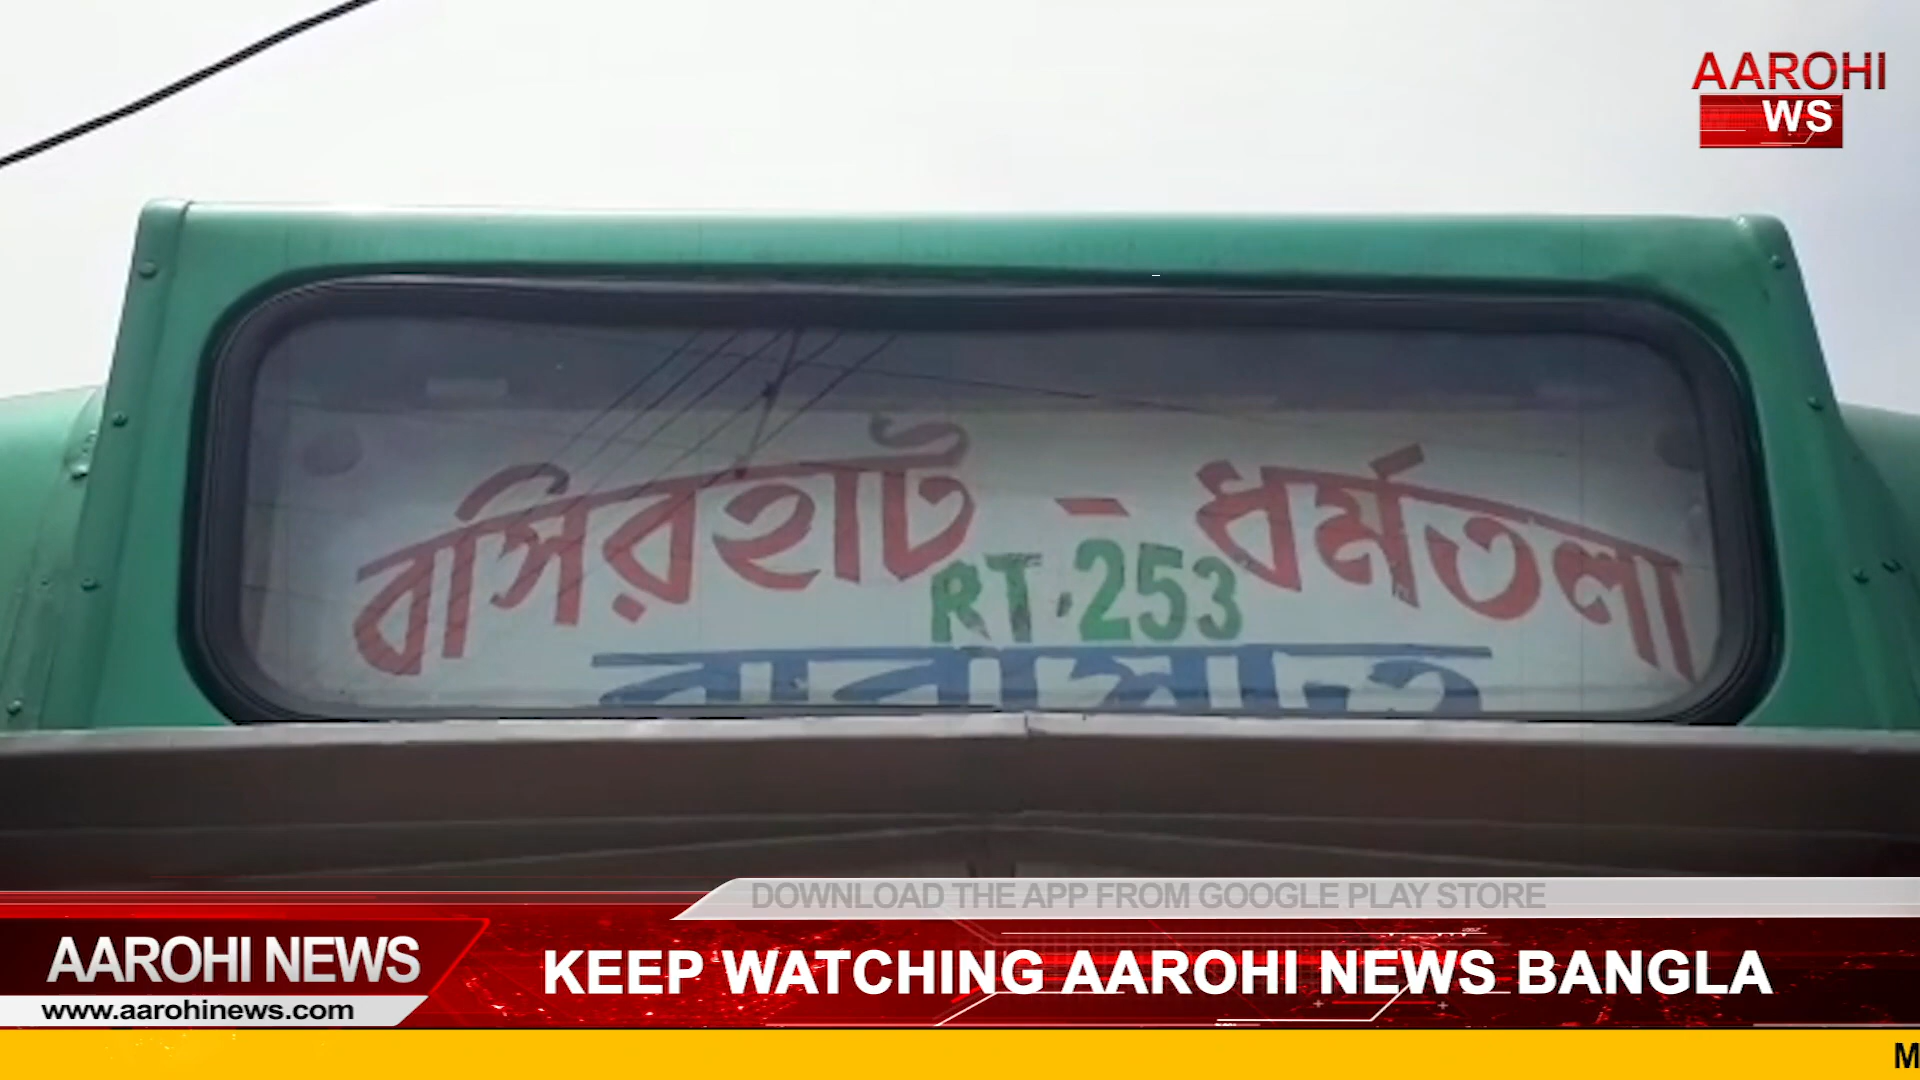 AAROHI
WS
বসিরহাট - ধর্মতলা
RT.253
বারাসাত
DOWNLOAD THE APP FROM GOOGLE PLAY STORE
AAROHI NEWS
KEEP WATCHING AAROHI NEWS BANGLA
www.aarohinews.com
M